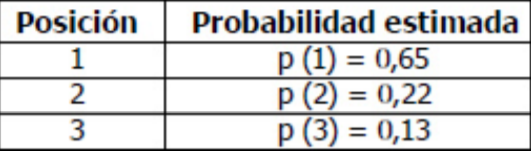 Posición Probabilidad estimada
1 p (1) = 0,65
2 p (2) = 0,22
3 p (3) = 0,13